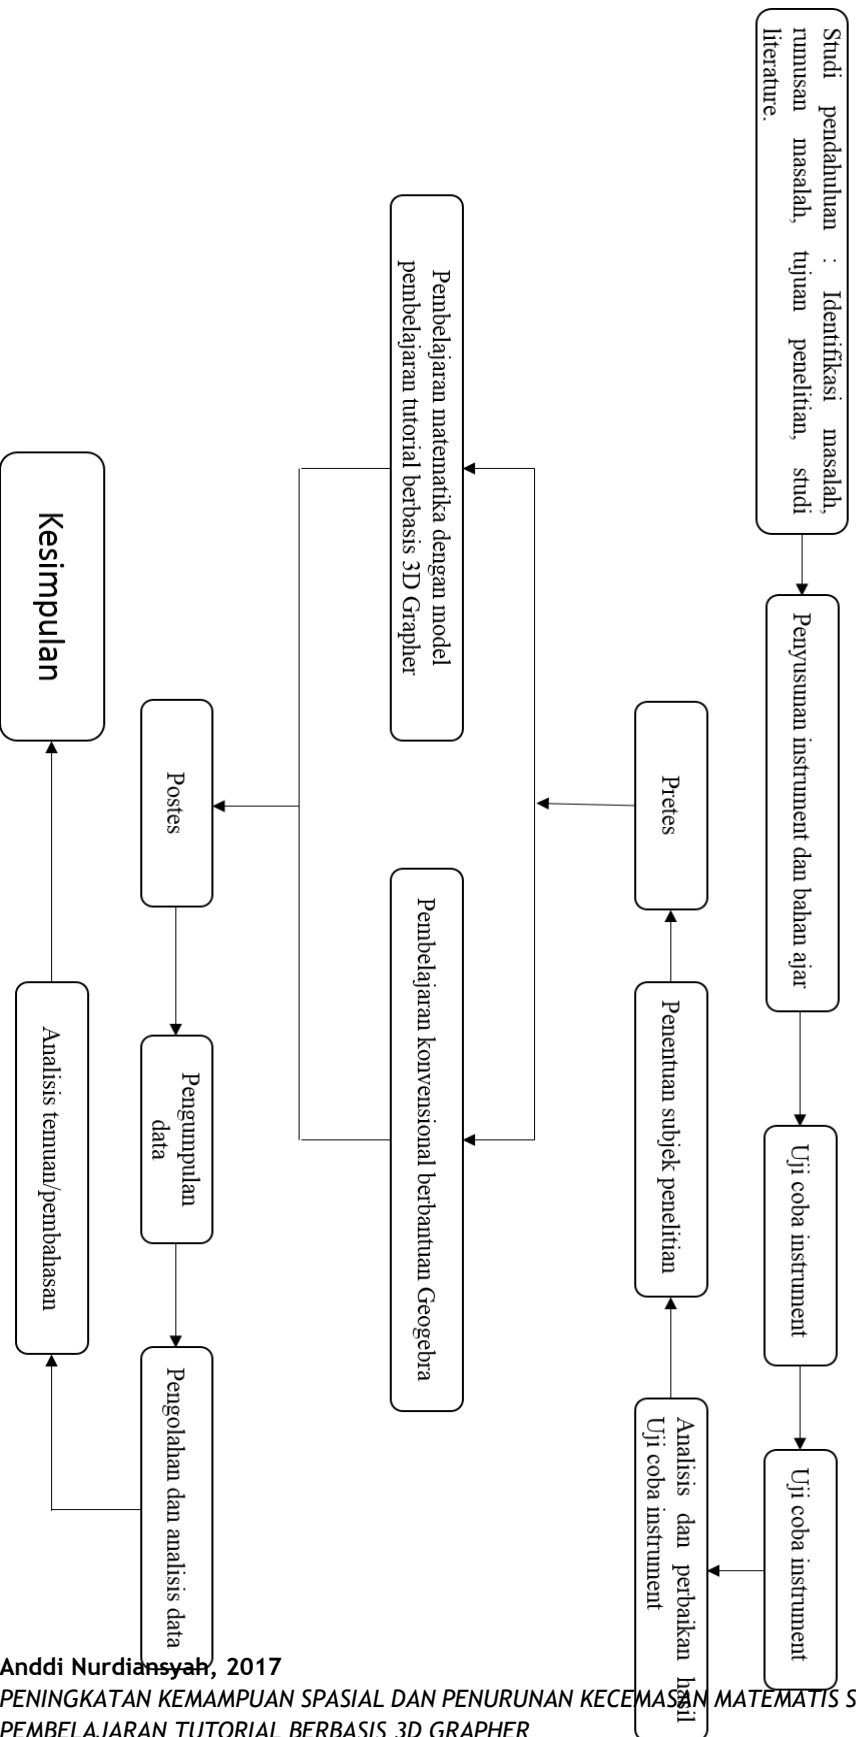 Studi pendahuluan : Identifikasi masalah,
rumusan masalah, tujuan penelitian, studi
literature.
Penyusunan instrument dan bahan ajar
Uji coba instrument
Uji coba instrument
Analisis dan perbaikan hasil
Uji coba instrument
Penentuan subjek penelitian
Pretes
Pembelajaran matematika dengan model
pembelajaran tutorial berbasis 3D Grapher
Pembelajaran konvensional berbantuan Geogebra
Postes
Pengumpulan
data
Pengolahan dan analisis data
Analisis temuan/pembahasan
Kesimpulan
Anddi Nurdiansyah, 2017
PENINGKATAN KEMAMPUAN SPASIAL DAN PENURUNAN KECEMASAN MATEMATIS S
PEMBELAJARAN TUTORIAL BERBASIS 3D GRAPHER